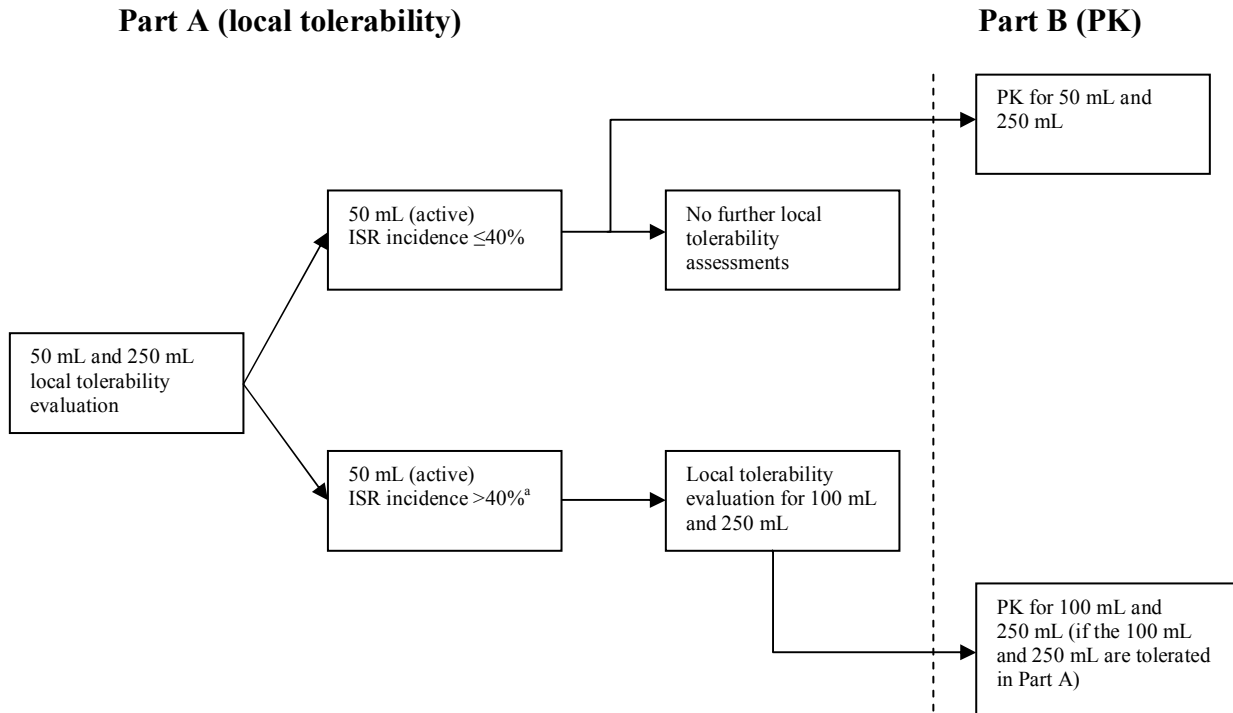 Part A (local tolerability)
Part B (PK)
PK for 50 mL and
250 mL
50 mL (active)
ISR incidence ≤40%
No further local
tolerability
assessments
50 mL and 250 mL
local tolerability
evaluation
50 mL (active)
ISR incidence >40%ᵃ
Local tolerability
evaluation for 100 mL
and 250 mL
PK for 100 mL and
250 mL (if the 100 mL
and 250 mL are tolerated
in Part A)